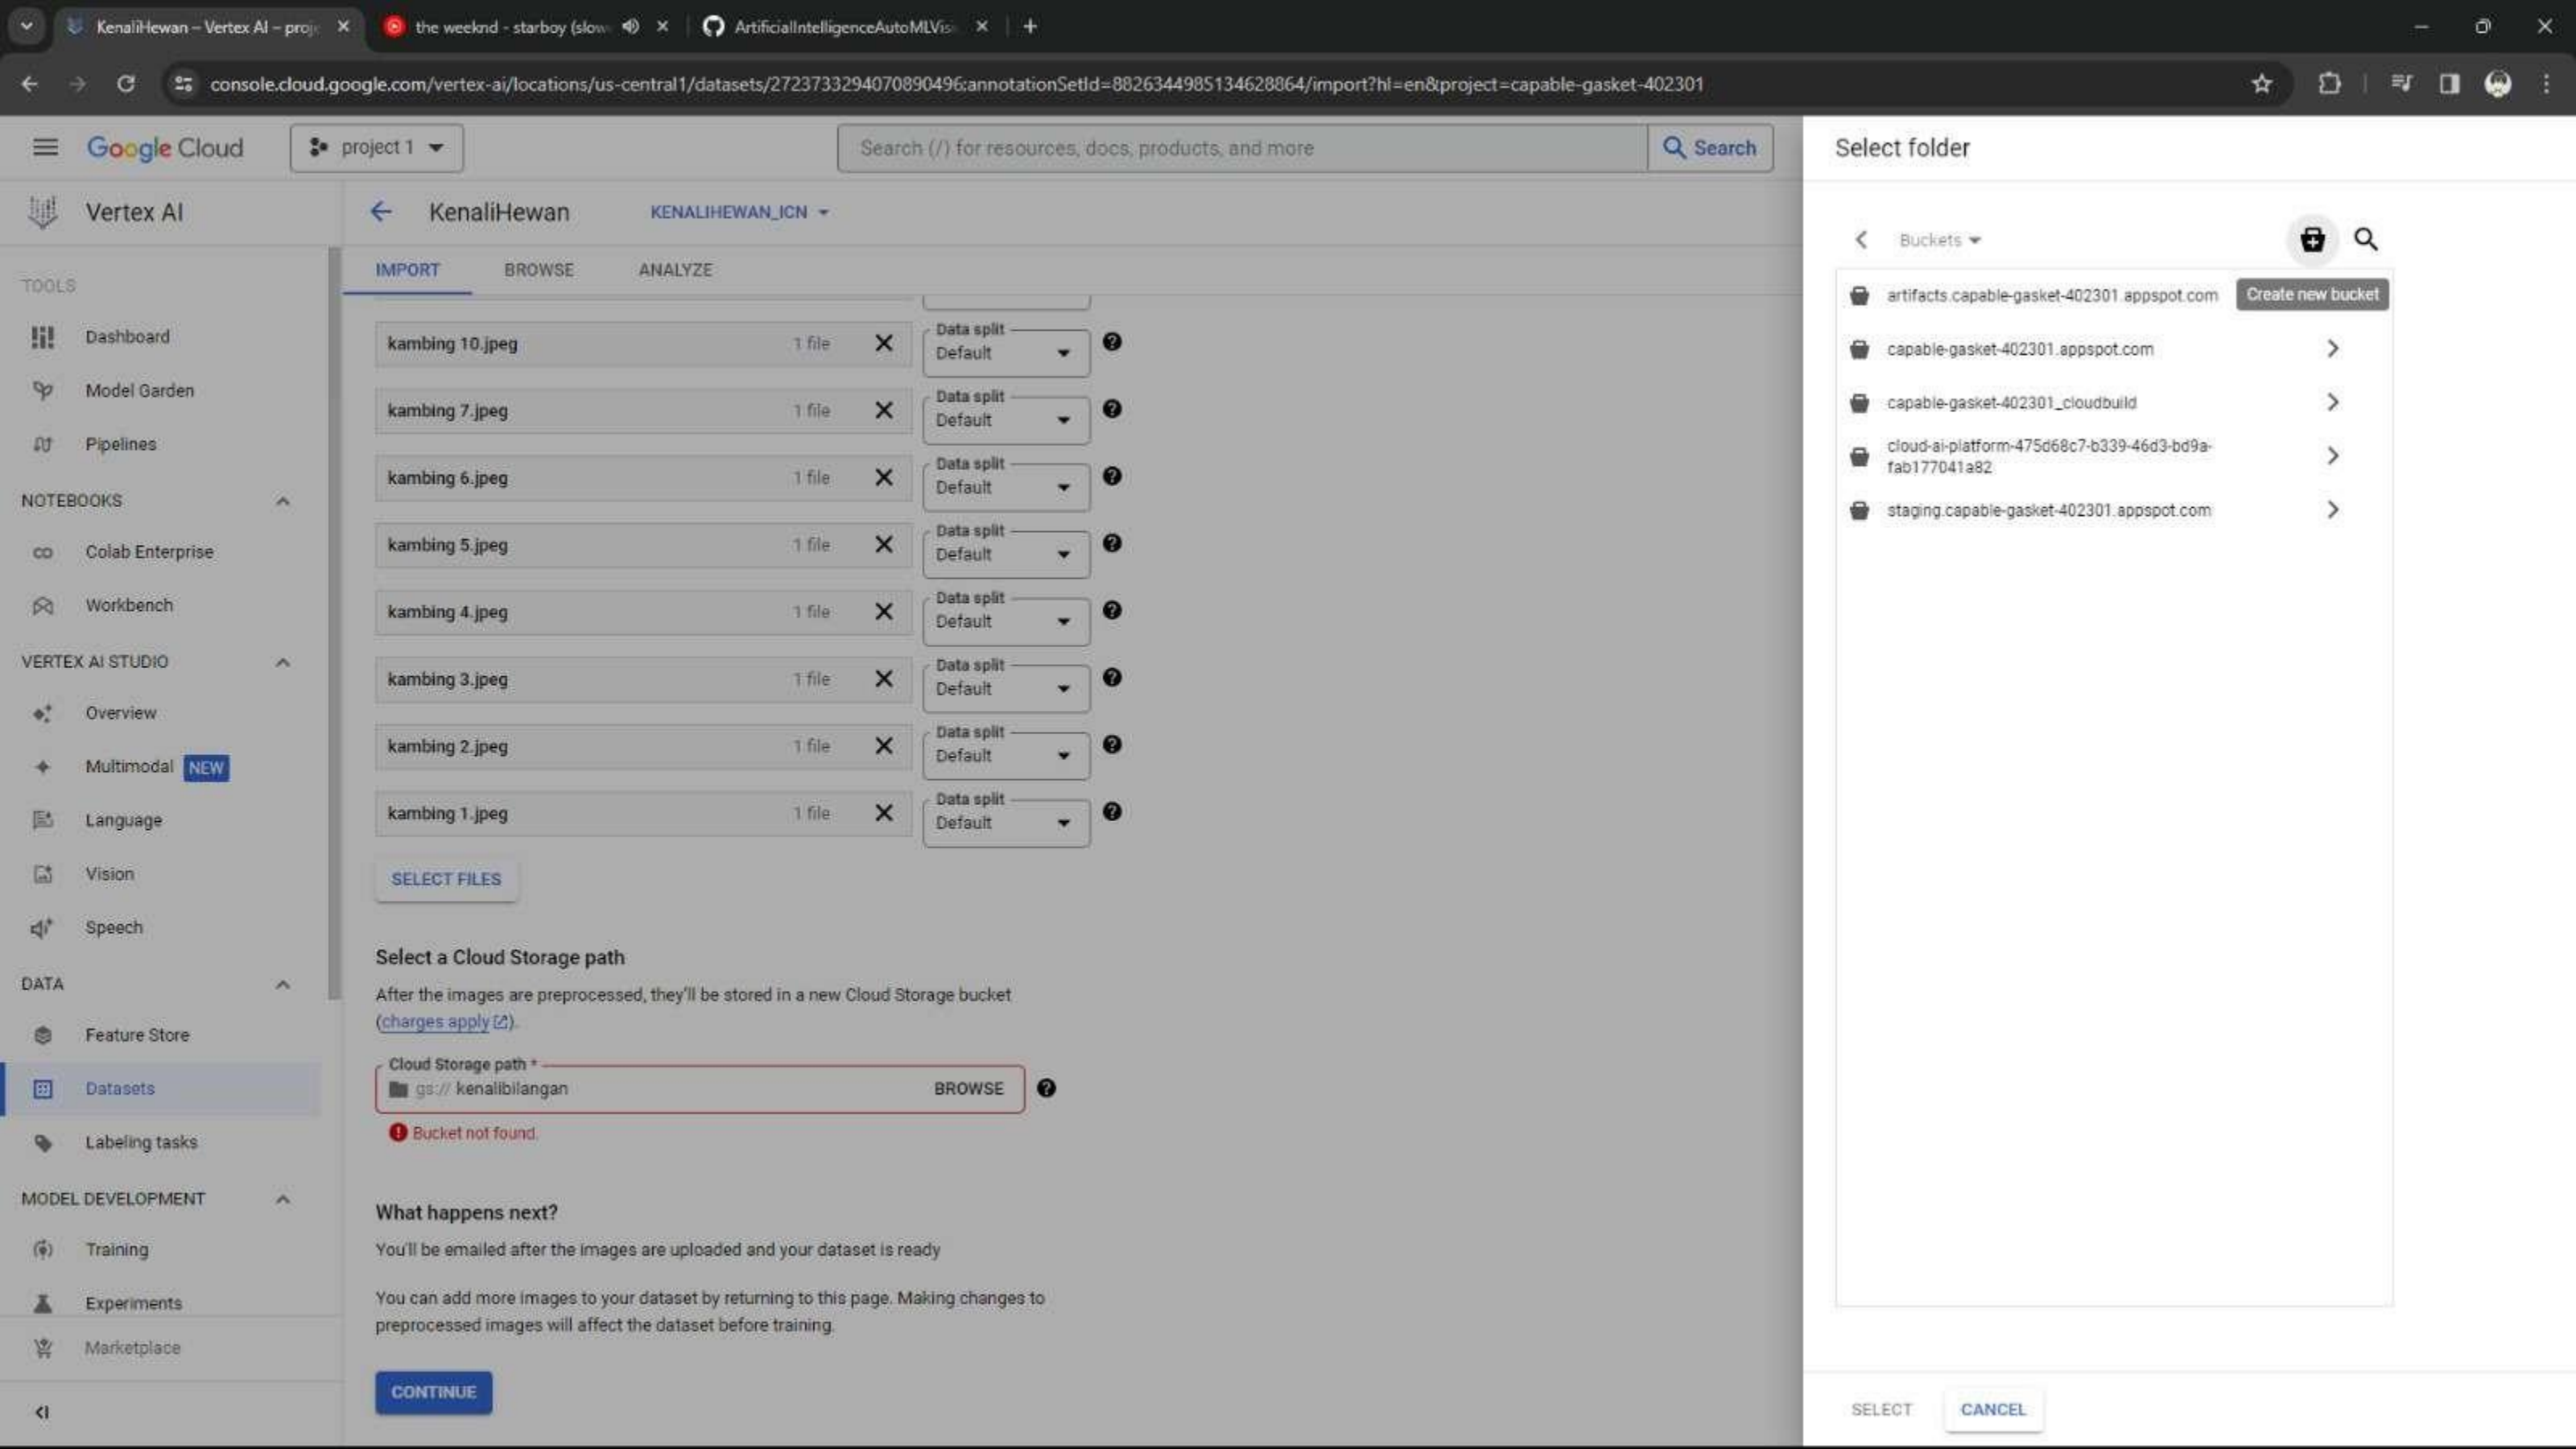 KenaliHewan – Vertex AI – proje
the weeknd - starboy (slow
ArtificialIntelligenceAutoMLVis
console.cloud.google.com/vertex-ai/locations/us-central1/datasets/2723733294070890496;annotationSetId=8826344985134628864/import?hl=en&project=capable-gasket-402301
Google Cloud
project 1
Search (/) for resources, docs, products, and more
Search
Vertex AI
TOOLS
Dashboard
Model Garden
Pipelines
NOTEBOOKS
Colab Enterprise
Workbench
VERTEX AI STUDIO
Overview
Multimodal NEW
Language
Vision
Speech
DATA
Feature Store
Datasets
Labeling tasks
MODEL DEVELOPMENT
Training
Experiments
Marketplace
KenaliHewan
KENALIHEWAN_ICN
IMPORT
BROWSE
ANALYZE
kambing 10.jpeg 1 file
Data split
Default
kambing 7.jpeg 1 file
Data split
Default
kambing 6.jpeg 1 file
Data split
Default
kambing 5.jpeg 1 file
Data split
Default
kambing 4.jpeg 1 file
Data split
Default
kambing 3.jpeg 1 file
Data split
Default
kambing 2.jpeg 1 file
Data split
Default
kambing 1.jpeg 1 file
Data split
Default
SELECT FILES
Select a Cloud Storage path
After the images are preprocessed, they'll be stored in a new Cloud Storage bucket
(charges apply).
Cloud Storage path *
gs:// kenalibilangan BROWSE
Bucket not found.
What happens next?
You'll be emailed after the images are uploaded and your dataset is ready
You can add more images to your dataset by returning to this page. Making changes to
preprocessed images will affect the dataset before training.
CONTINUE
Select folder
Buckets
Create new bucket
artifacts.capable-gasket-402301.appspot.com
capable-gasket-402301.appspot.com
capable-gasket-402301_cloudbuild
cloud-ai-platform-475d68c7-b339-46d3-bd9a-
fab177041a82
staging.capable-gasket-402301.appspot.com
SELECT
CANCEL